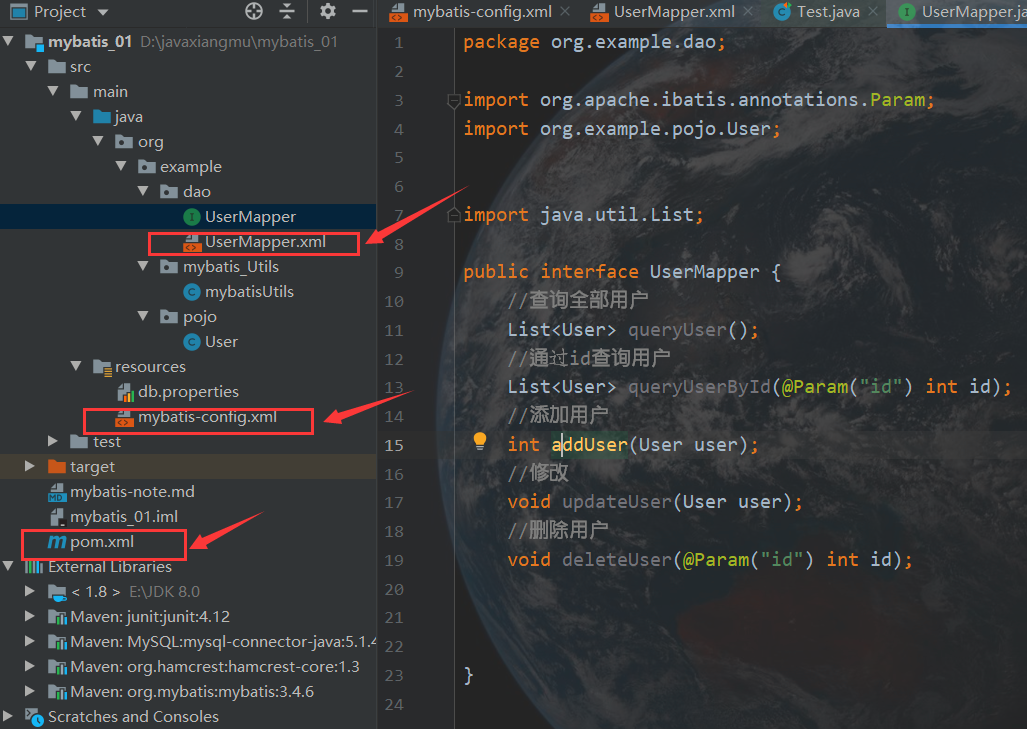 Project
mybatis_01 D:\javaxiangmu\mybatis_01
src
main
java
org
example
dao
UserMapper
UserMapper.xml
mybatis_Utils
mybatisUtils
pojo
User
resources
db.properties
mybatis-config.xml
test
target
mybatis-note.md
mybatis_01.iml
pom.xml
External Libraries
< 1.8 > E:\JDK 8.0
Maven: junit:junit:4.12
Maven: MySQL:mysql-connector-java:5.1.4
Maven: org.hamcrest:hamcrest-core:1.3
Maven: org.mybatis:mybatis:3.4.6
Scratches and Consoles
mybatis-config.xml UserMapper.xml Test.java UserMapper.ja
1 package org.example.dao;
2
3 import org.apache.ibatis.annotations.Param;
4 import org.example.pojo.User;
5
6
7 import java.util.List;
8
9 public interface UserMapper {
10 //查询全部用户
11 List<User> queryUser();
12 //通过id查询用户
13 List<User> queryUserById(@Param("id") int id);
14 //添加用户
15 int addUser(User user);
16 //修改
17 void updateUser(User user);
18 //删除用户
19 void deleteUser(@Param("id") int id);
20
21
22
23 }
24